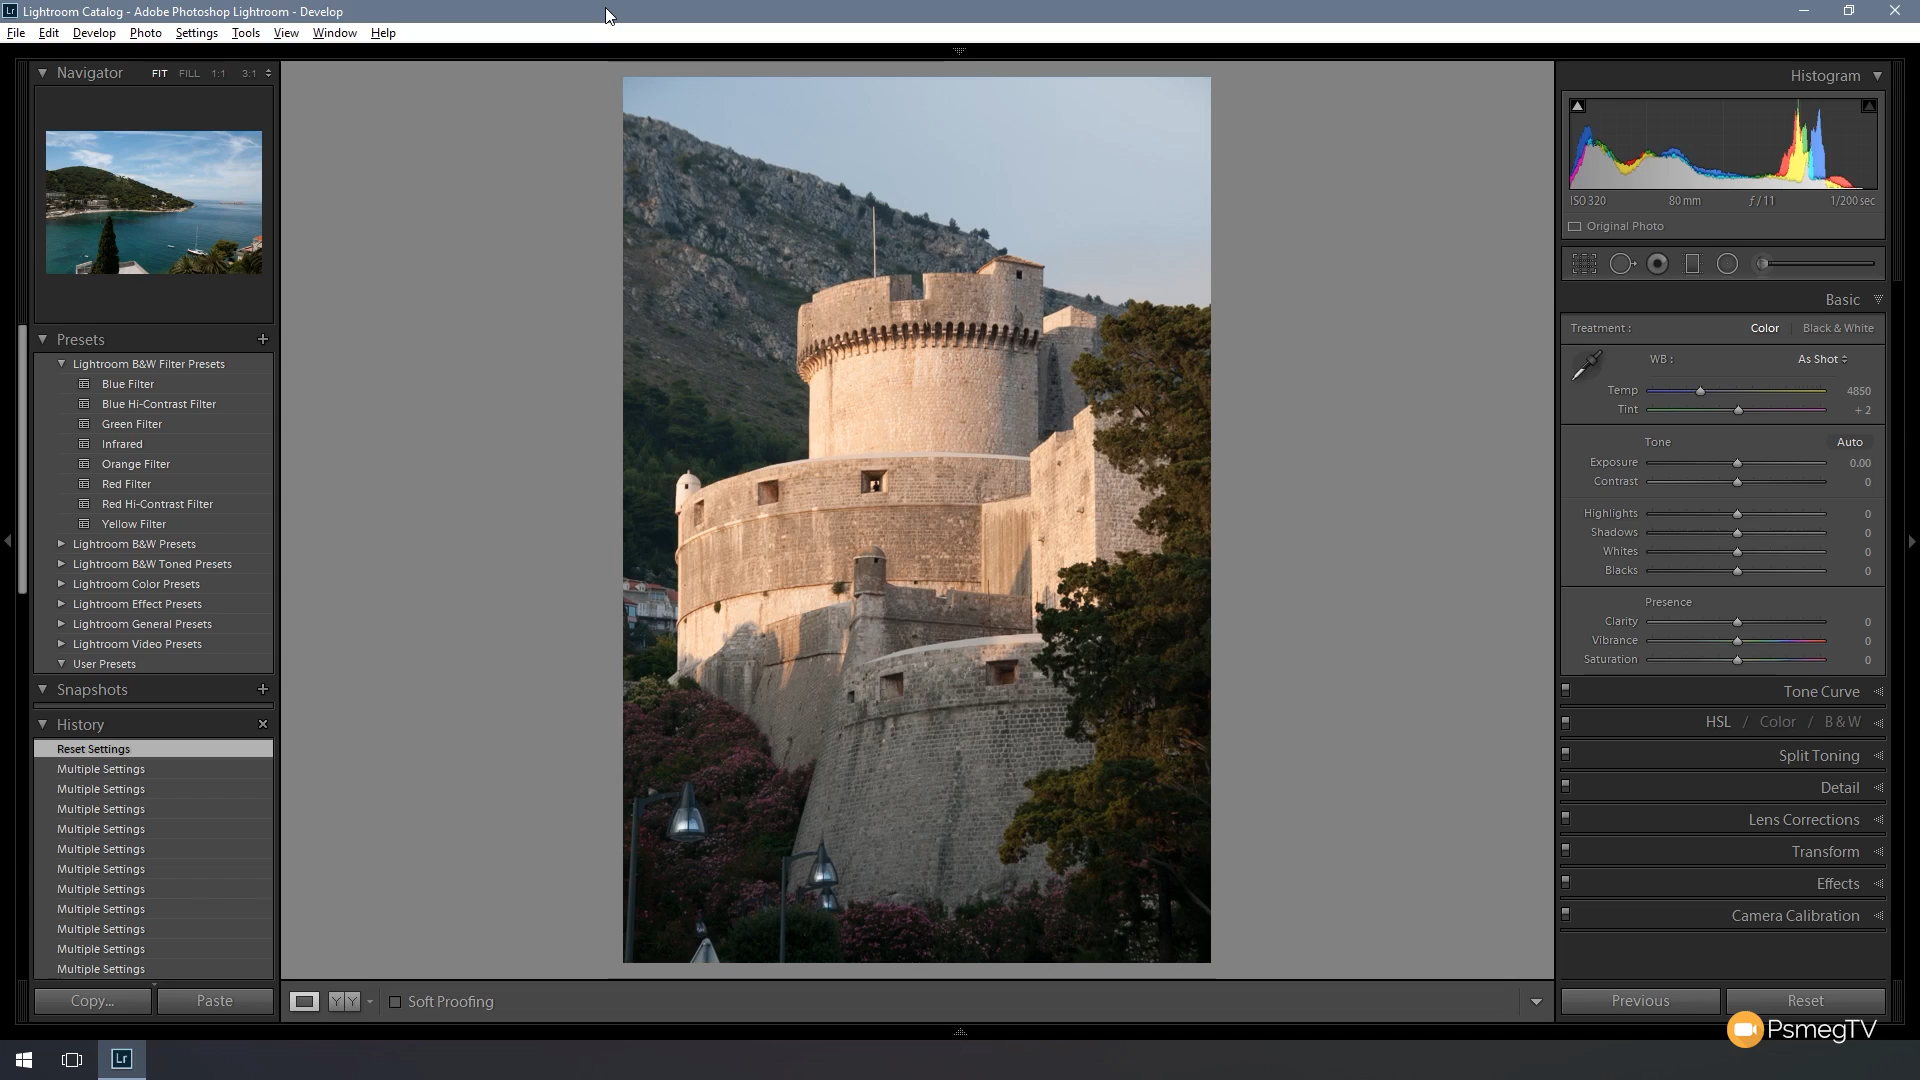 Lightroom Catalog - Adobe Photoshop Lightroom - Develop
File Edit Develop Photo Settings Tools View Window Help
Navigator FIT FILL 1:1 3:1
Presets +
Lightroom B&W Filter Presets
Blue Filter
Blue Hi-Contrast Filter
Green Filter
Infrared
Orange Filter
Red Filter
Red Hi-Contrast Filter
Yellow Filter
Lightroom B&W Presets
Lightroom B&W Toned Presets
Lightroom Color Presets
Lightroom Effect Presets
Lightroom General Presets
Lightroom Video Presets
User Presets
Snapshots +
History
Reset Settings
Multiple Settings
Multiple Settings
Multiple Settings
Multiple Settings
Multiple Settings
Multiple Settings
Multiple Settings
Multiple Settings
Multiple Settings
Multiple Settings
Multiple Settings
Copy... Paste
YY Soft Proofing
Histogram
ISO 320 80 mm ƒ / 11 1/200 sec
Original Photo
Basic
Treatment : Color Black & White
WB : As Shot
Temp 4850
Tint + 2
Tone Auto
Exposure 0.00
Contrast 0
Highlights 0
Shadows 0
Whites 0
Blacks 0
Presence
Clarity 0
Vibrance 0
Saturation 0
Tone Curve
HSL / Color / B & W
Split Toning
Detail
Lens Corrections
Transform
Effects
Camera Calibration
Previous Reset
PsmegTV
Lr